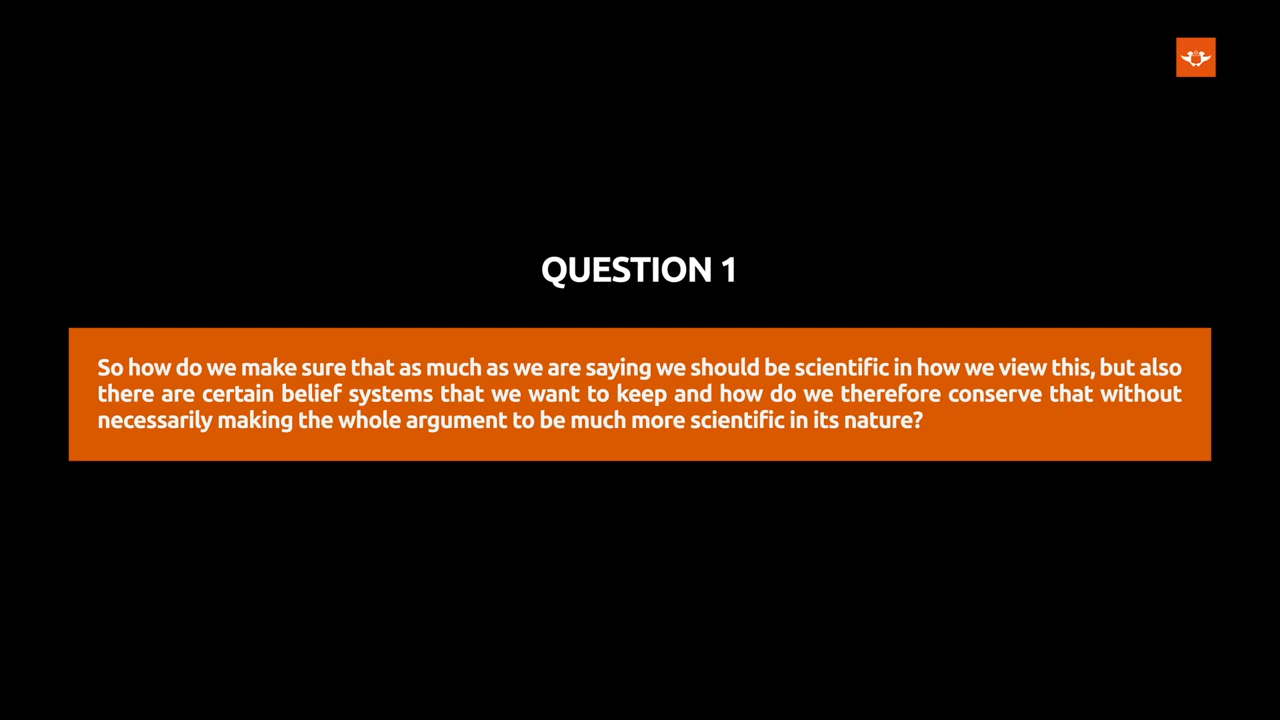 QUESTION 1
So how do we make sure that as much as we are saying we should be scientific in how we view this, but also
there are certain belief systems that we want to keep and how do we therefore conserve that without
necessarily making the whole argument to be much more scientific in its nature?